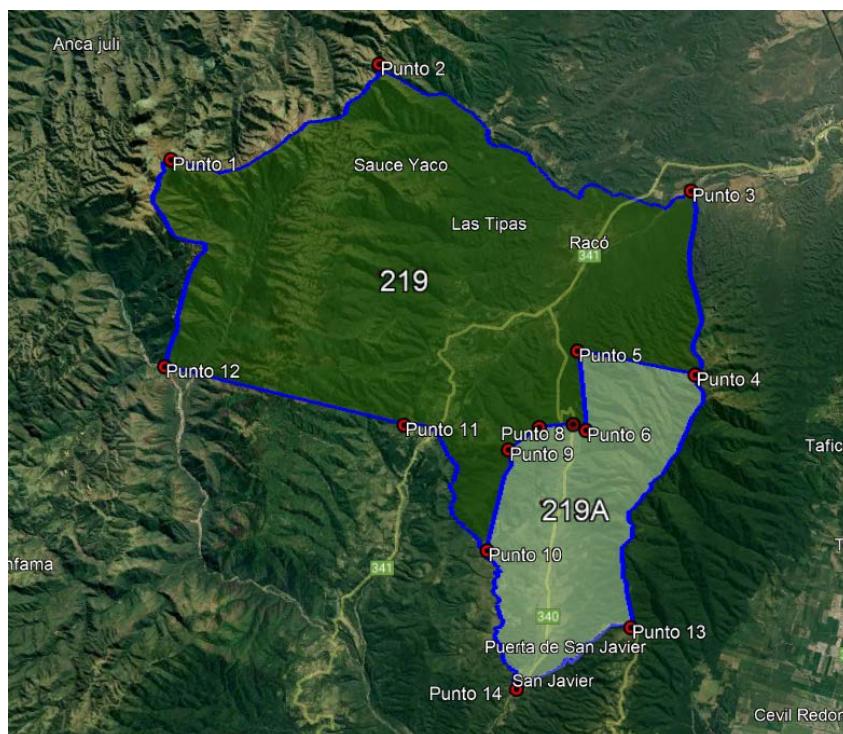 Anca juli
Punto 2
Punto 1
Sauce Yaco
Punto 3
Las Tipas
Racó
341
219
Punto 5
Punto 12
Punto 4
Punto 11
Punto 8
Punto 6
Punto 9
Tafic
219A
Punto 10
nfama
341
340
Punto 13
Puerta de San Javier
San Javier
Punto 14
Cevil Redon